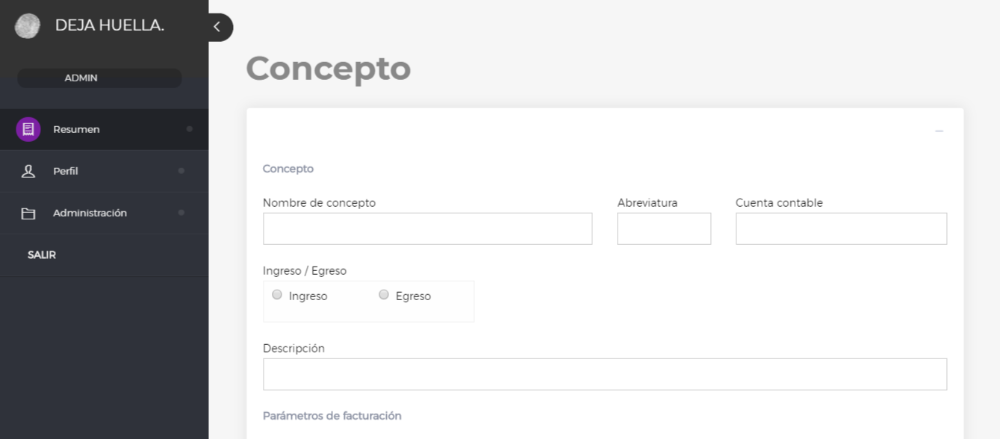 DEJA HUELLA.
ADMIN
Resumen
Perfil
Administración
SALIR
Concepto
Concepto
Nombre de concepto Abreviatura Cuenta contable
Ingreso / Egreso
Ingreso Egreso
Descripción
Parámetros de facturación